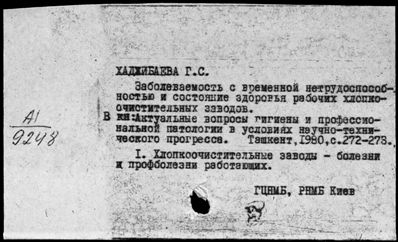 ХАДЖИБАЕВА Г.С.
Заболеваемость с временной нетрудоспособ-
ностью и состояние здоровья рабочих хлопко-
очистительных заводов.
В кн: Актуальные вопросы гигиены и професcио-
нальной патологии в условиях научно-техни-
ческого прогресса. Ташкент,1980,с.272-278.
А1
9248
I. Хлопкоочистительные заводы - болезни
и профболезни работающих.
ГЦНМБ, РНМБ Киев